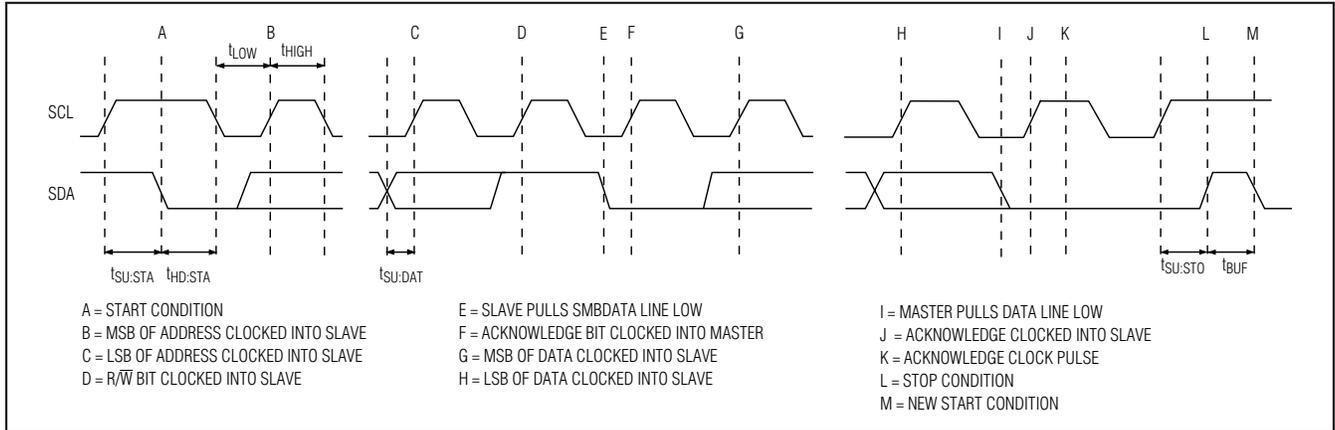 A B C D E F G H I J K L M
tLOW tHIGH
SCL
SDA
tSU:STA tHD:STA tSU:DAT tSU:STO tBUF
A = START CONDITION
B = MSB OF ADDRESS CLOCKED INTO SLAVE
C = LSB OF ADDRESS CLOCKED INTO SLAVE
D = R/W̅ BIT CLOCKED INTO SLAVE
E = SLAVE PULLS SMBDATA LINE LOW
F = ACKNOWLEDGE BIT CLOCKED INTO MASTER
G = MSB OF DATA CLOCKED INTO SLAVE
H = LSB OF DATA CLOCKED INTO SLAVE
I = MASTER PULLS DATA LINE LOW
J = ACKNOWLEDGE CLOCKED INTO SLAVE
K = ACKNOWLEDGE CLOCK PULSE
L = STOP CONDITION
M = NEW START CONDITION